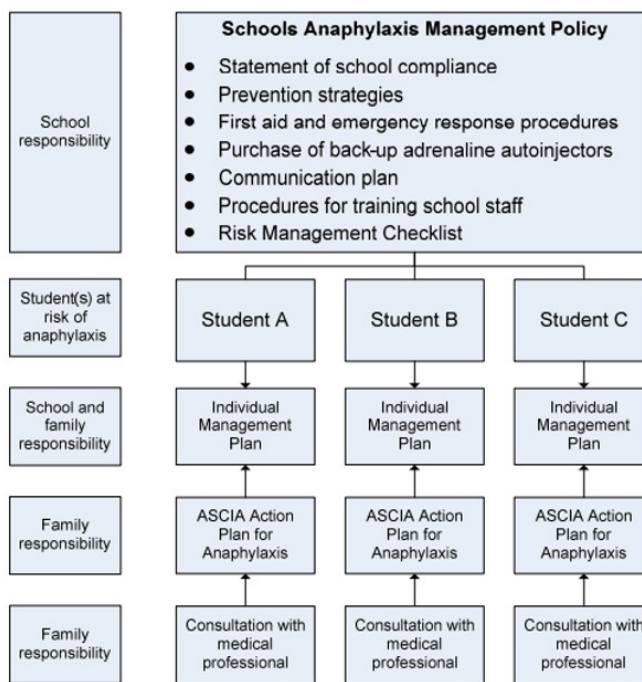 Schools Anaphylaxis Management Policy
School
responsibility
• Statement of school compliance
• Prevention strategies
• First aid and emergency response procedures
• Purchase of back-up adrenaline autoinjectors
• Communication plan
• Procedures for training school staff
• Risk Management Checklist
Student(s) at
risk of
anaphylaxis
Student A
Student B
Student C
School and
family
responsibility
Individual
Management
Plan
Individual
Management
Plan
Individual
Management
Plan
Family
responsibility
ASCIA Action
Plan for
Anaphylaxis
ASCIA Action
Plan for
Anaphylaxis
ASCIA Action
Plan for
Anaphylaxis
Family
responsibility
Consultation with
medical
professional
Consultation with
medical
professional
Consultation with
medical
professional